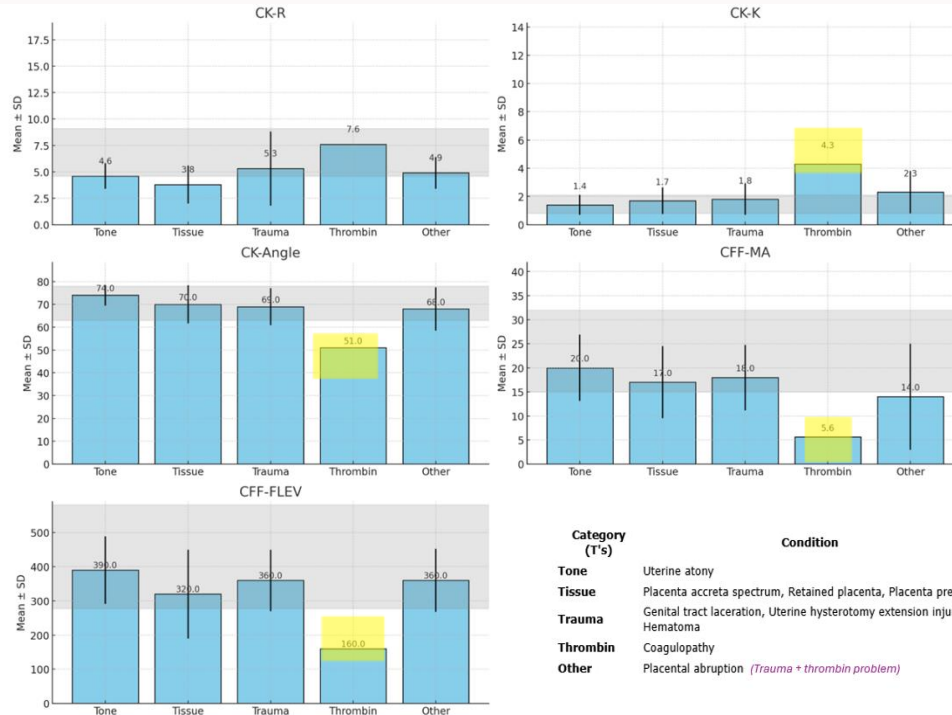 CK-R
17.5
15.0
12.5
10.0
7.5
5.0
2.5
0.0
Mean ± SD
4.6
3.8
5.3
7.6
4.9
Tone Tissue Trauma Thrombin Other
CK-K
14
12
10
8
6
4
2
0
Mean ± SD
1.4
1.7
1.8
4.3
2.3
Tone Tissue Trauma Thrombin Other
CK-Angle
80
70
60
50
40
30
20
10
0
Mean ± SD
74.0
70.0
69.0
51.0
68.0
Tone Tissue Trauma Thrombin Other
CFF-MA
40
35
30
25
20
15
10
5
0
Mean ± SD
20.0
17.0
18.0
5.6
14.0
Tone Tissue Trauma Thrombin Other
CFF-FLEV
500
400
300
200
100
0
Mean ± SD
390.0
320.0
360.0
160.0
360.0
Tone Tissue Trauma Thrombin Other
Category
(T's)
Condition
Tone Uterine atony
Tissue Placenta accreta spectrum, Retained placenta, Placenta pre
Trauma Genital tract laceration, Uterine hysterotomy extension inju
Hematoma
Thrombin Coagulopathy
Other Placental abruption (Trauma + thrombin problem)